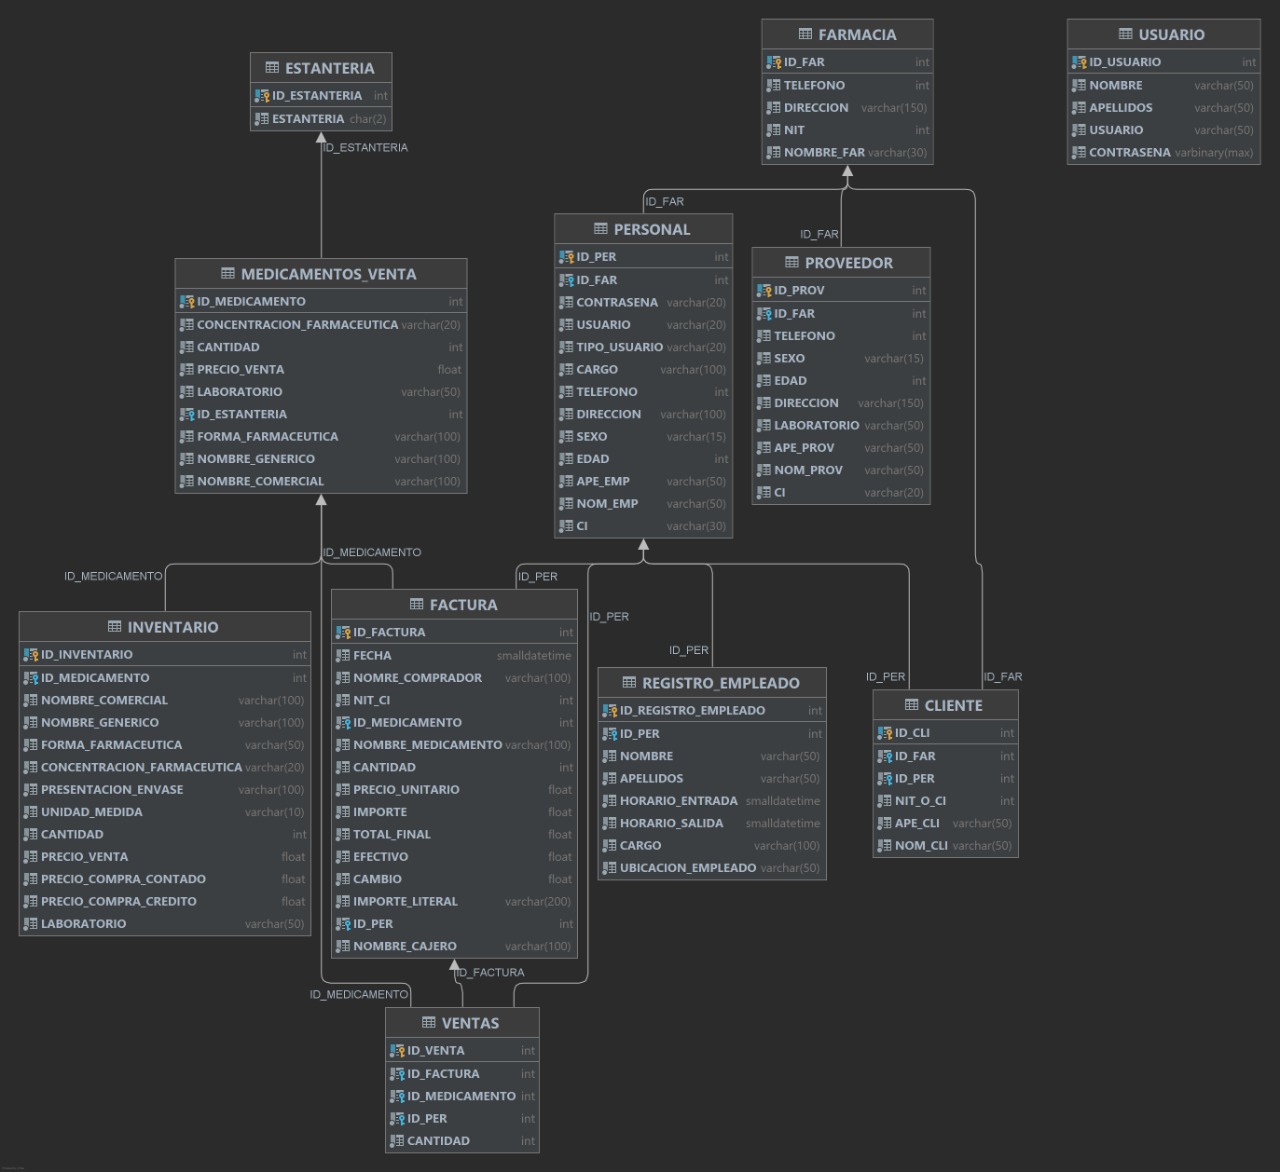 ESTANTERIA
ID_ESTANTERIA int
ESTANTERIA char(2)
ID_ESTANTERIA
FARMACIA
ID_FAR int
TELEFONO int
DIRECCION varchar(150)
NIT int
NOMBRE_FAR varchar(30)
USUARIO
ID_USUARIO int
NOMBRE varchar(50)
APELLIDOS varchar(50)
USUARIO varchar(50)
CONTRASENA varbinary(max)
ID_FAR
ID_FAR
MEDICAMENTOS_VENTA
ID_MEDICAMENTO int
CONCENTRACION_FARMACEUTICA varchar(20)
CANTIDAD int
PRECIO_VENTA float
LABORATORIO varchar(50)
ID_ESTANTERIA int
FORMA_FARMACEUTICA varchar(100)
NOMBRE_GENERICO varchar(100)
NOMBRE_COMERCIAL varchar(100)
PERSONAL
ID_PER int
ID_FAR int
CONTRASENA varchar(20)
USUARIO varchar(20)
TIPO_USUARIO varchar(20)
CARGO varchar(100)
TELEFONO int
DIRECCION varchar(100)
SEXO varchar(15)
EDAD int
APE_EMP varchar(50)
NOM_EMP varchar(50)
CI varchar(30)
PROVEEDOR
ID_PROV int
ID_FAR int
TELEFONO int
SEXO varchar(15)
EDAD int
DIRECCION varchar(150)
LABORATORIO varchar(50)
APE_PROV varchar(50)
NOM_PROV varchar(50)
CI varchar(20)
ID_MEDICAMENTO
ID_MEDICAMENTO
ID_PER
ID_PER
ID_PER
ID_PER
ID_FAR
INVENTARIO
ID_INVENTARIO int
ID_MEDICAMENTO int
NOMBRE_COMERCIAL varchar(100)
NOMBRE_GENERICO varchar(100)
FORMA_FARMACEUTICA varchar(50)
CONCENTRACION_FARMACEUTICA varchar(20)
PRESENTACION_ENVASE varchar(100)
UNIDAD_MEDIDA varchar(10)
CANTIDAD int
PRECIO_VENTA float
PRECIO_COMPRA_CONTADO float
PRECIO_COMPRA_CREDITO float
LABORATORIO varchar(50)
FACTURA
ID_FACTURA int
FECHA smalldatetime
NOMRE_COMPRADOR varchar(100)
NIT_CI int
ID_MEDICAMENTO int
NOMBRE_MEDICAMENTO varchar(100)
CANTIDAD int
PRECIO_UNITARIO float
IMPORTE float
TOTAL_FINAL float
EFECTIVO float
CAMBIO float
IMPORTE_LITERAL varchar(200)
ID_PER int
NOMBRE_CAJERO varchar(100)
REGISTRO_EMPLEADO
ID_REGISTRO_EMPLEADO int
ID_PER int
NOMBRE varchar(50)
APELLIDOS varchar(50)
HORARIO_ENTRADA smalldatetime
HORARIO_SALIDA smalldatetime
CARGO varchar(100)
UBICACION_EMPLEADO varchar(50)
CLIENTE
ID_CLI int
ID_FAR int
ID_PER int
NIT_O_CI int
APE_CLI varchar(50)
NOM_CLI varchar(50)
ID_FACTURA
ID_MEDICAMENTO
VENTAS
ID_VENTA int
ID_FACTURA int
ID_MEDICAMENTO int
ID_PER int
CANTIDAD int